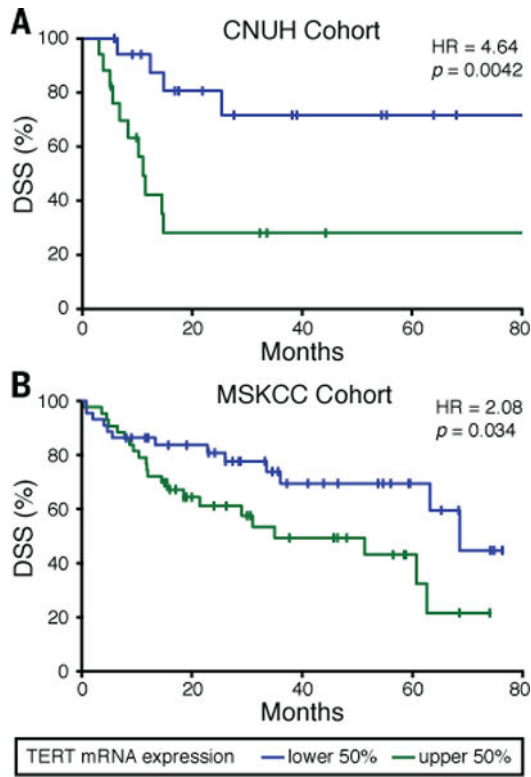 A
CNUH Cohort
HR = 4.64
p = 0.0042
100
80
60
40
20
0
DSS (%)
0 20 40 60 80
Months
B
MSKCC Cohort
HR = 2.08
p = 0.034
100
80
60
40
20
0
DSS (%)
0 20 40 60 80
Months
TERT mRNA expression lower 50% upper 50%